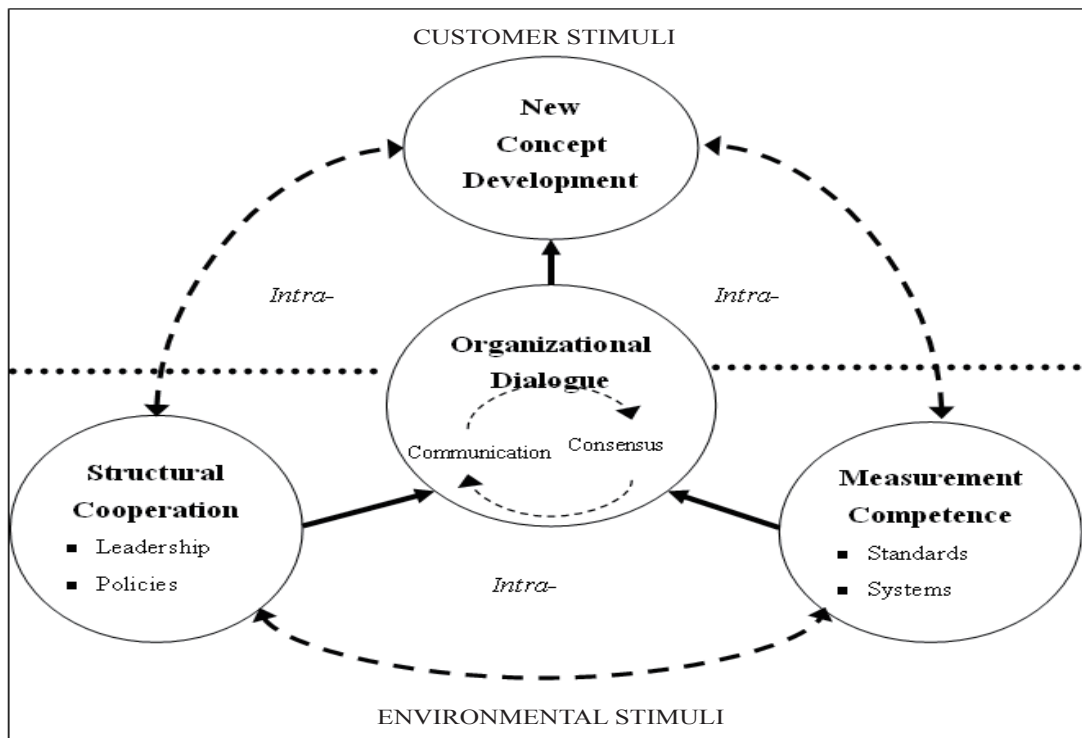 CUSTOMER STIMULI
New
Concept
Development
Intra-
Intra-
Organizational
Dialogue
Communication
Consensus
Structural
Cooperation
▪ Leadership
▪ Policies
Measurement
Competence
▪ Standards
▪ Systems
Intra-
ENVIRONMENTAL STIMULI